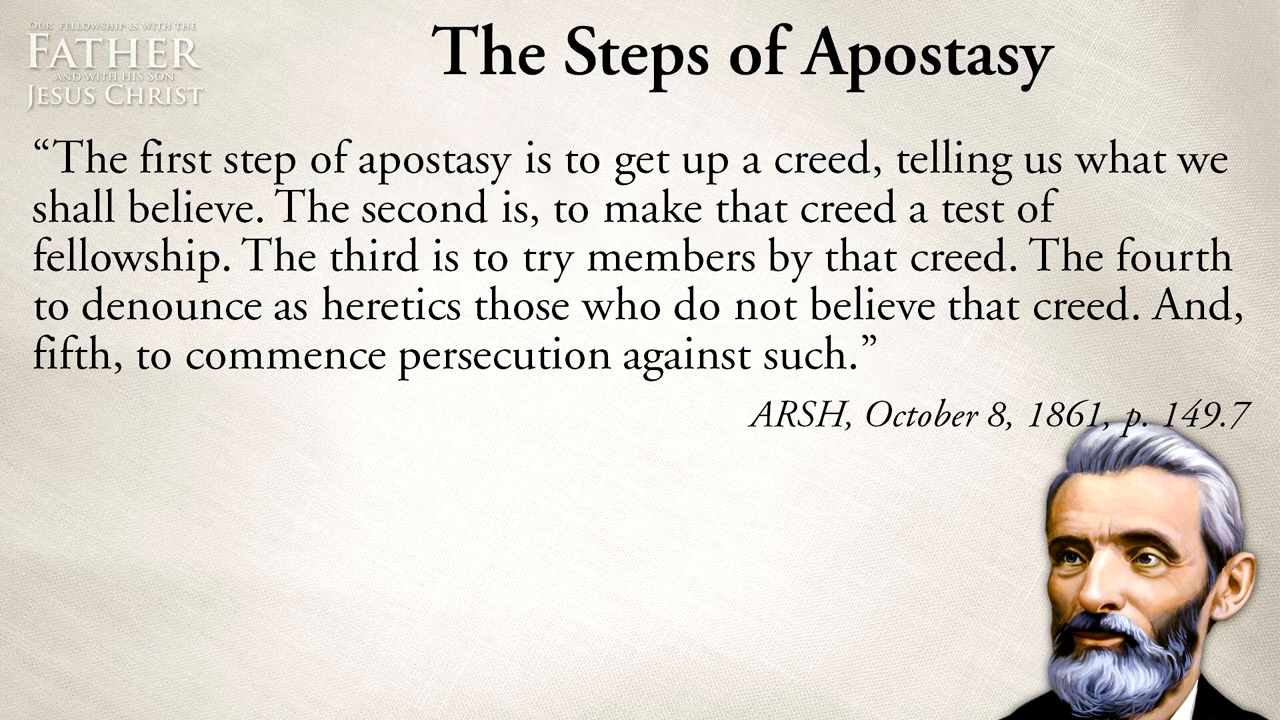 OUR FELLOWSHIP IS WITH THE
FATHER
AND WITH HIS SON
JESUS CHRIST
The Steps of Apostasy
“The first step of apostasy is to get up a creed, telling us what we
shall believe. The second is, to make that creed a test of
fellowship. The third is to try members by that creed. The fourth
to denounce as heretics those who do not believe that creed. And,
fifth, to commence persecution against such.”
ARSH, October 8, 1861, p. 149.7